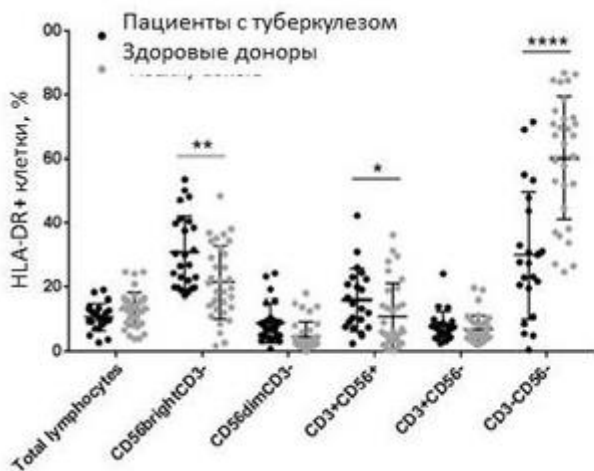 Пациенты с туберкулезом
Здоровые доноры
HLA-DR+ клетки, %
00
80
60
40
20
0
**
*
****
Total lymphocytes
CD56brightCD3-
CD56dimCD3-
CD3+CD56+
CD3+CD56-
CD3-CD56-